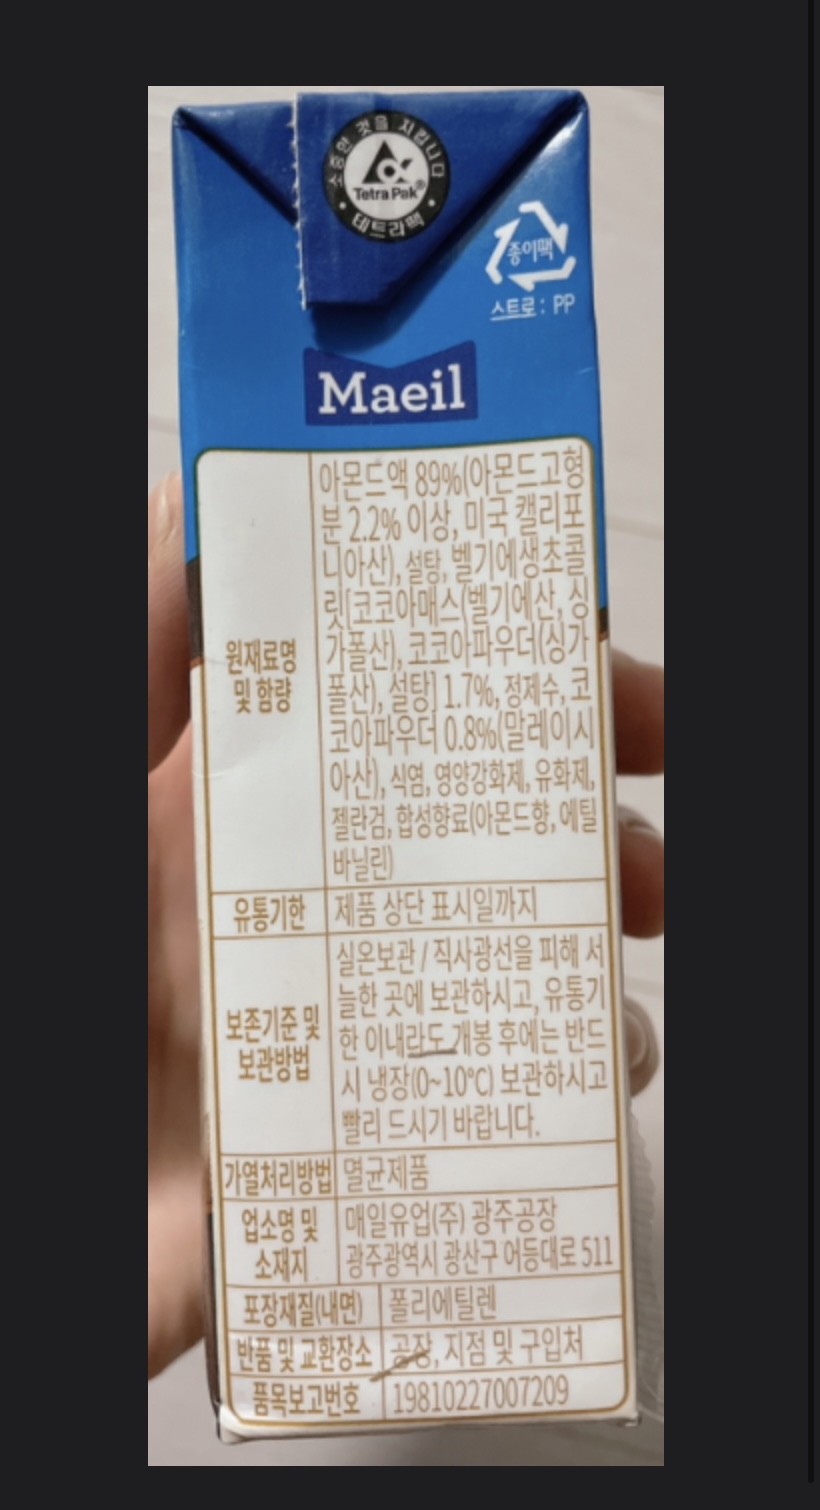 소중한 것을 지킵니다
Tetra Pak®
테트라팩
종이팩
스트로 : PP
Maeil
원재료명
및 함량
아몬드액 89%(아몬드고형
분 2.2% 이상, 미국 캘리포
니아산), 설탕, 벨기에생초콜
릿[코코아매스(벨기에산, 싱
가폴산), 코코아파우더(싱가
폴산), 설탕] 1.7%, 정제수, 코
코아파우더 0.8%(말레이시
아산), 식염, 영양강화제, 유화제,
젤란검, 합성향료(아몬드향, 에틸
바닐린)
유통기한
제품 상단 표시일까지
보존기준 및
보관방법
실온보관 / 직사광선을 피해 서
늘한 곳에 보관하시고, 유통기
한 이내라도 개봉 후에는 반드
시 냉장(0~10℃) 보관하시고
빨리 드시기 바랍니다.
가열처리방법
멸균제품
업소명 및
소재지
매일유업(주) 광주공장
광주광역시 광산구 어등대로 511
포장재질(내면)
폴리에틸렌
반품 및 교환장소
공장, 지점 및 구입처
품목보고번호
19810227007209